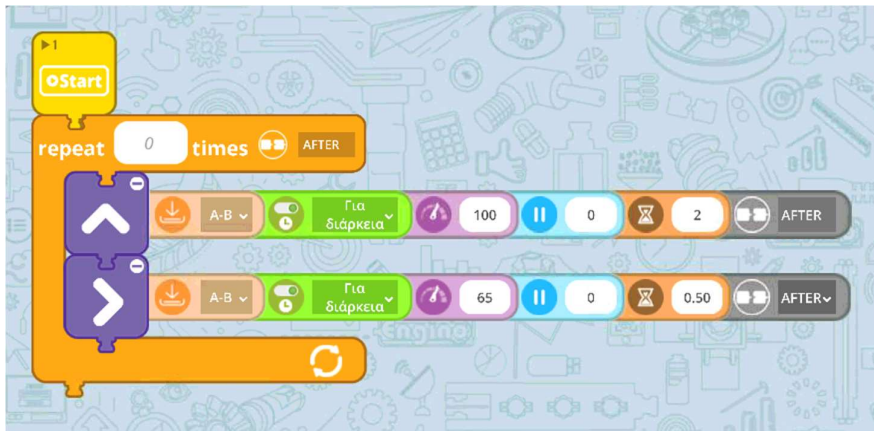 1
Start
repeat 0 times AFTER
A-B Για διάρκεια 100 0 2 AFTER
A-B Για διάρκεια 65 0 0.50 AFTER
Engino